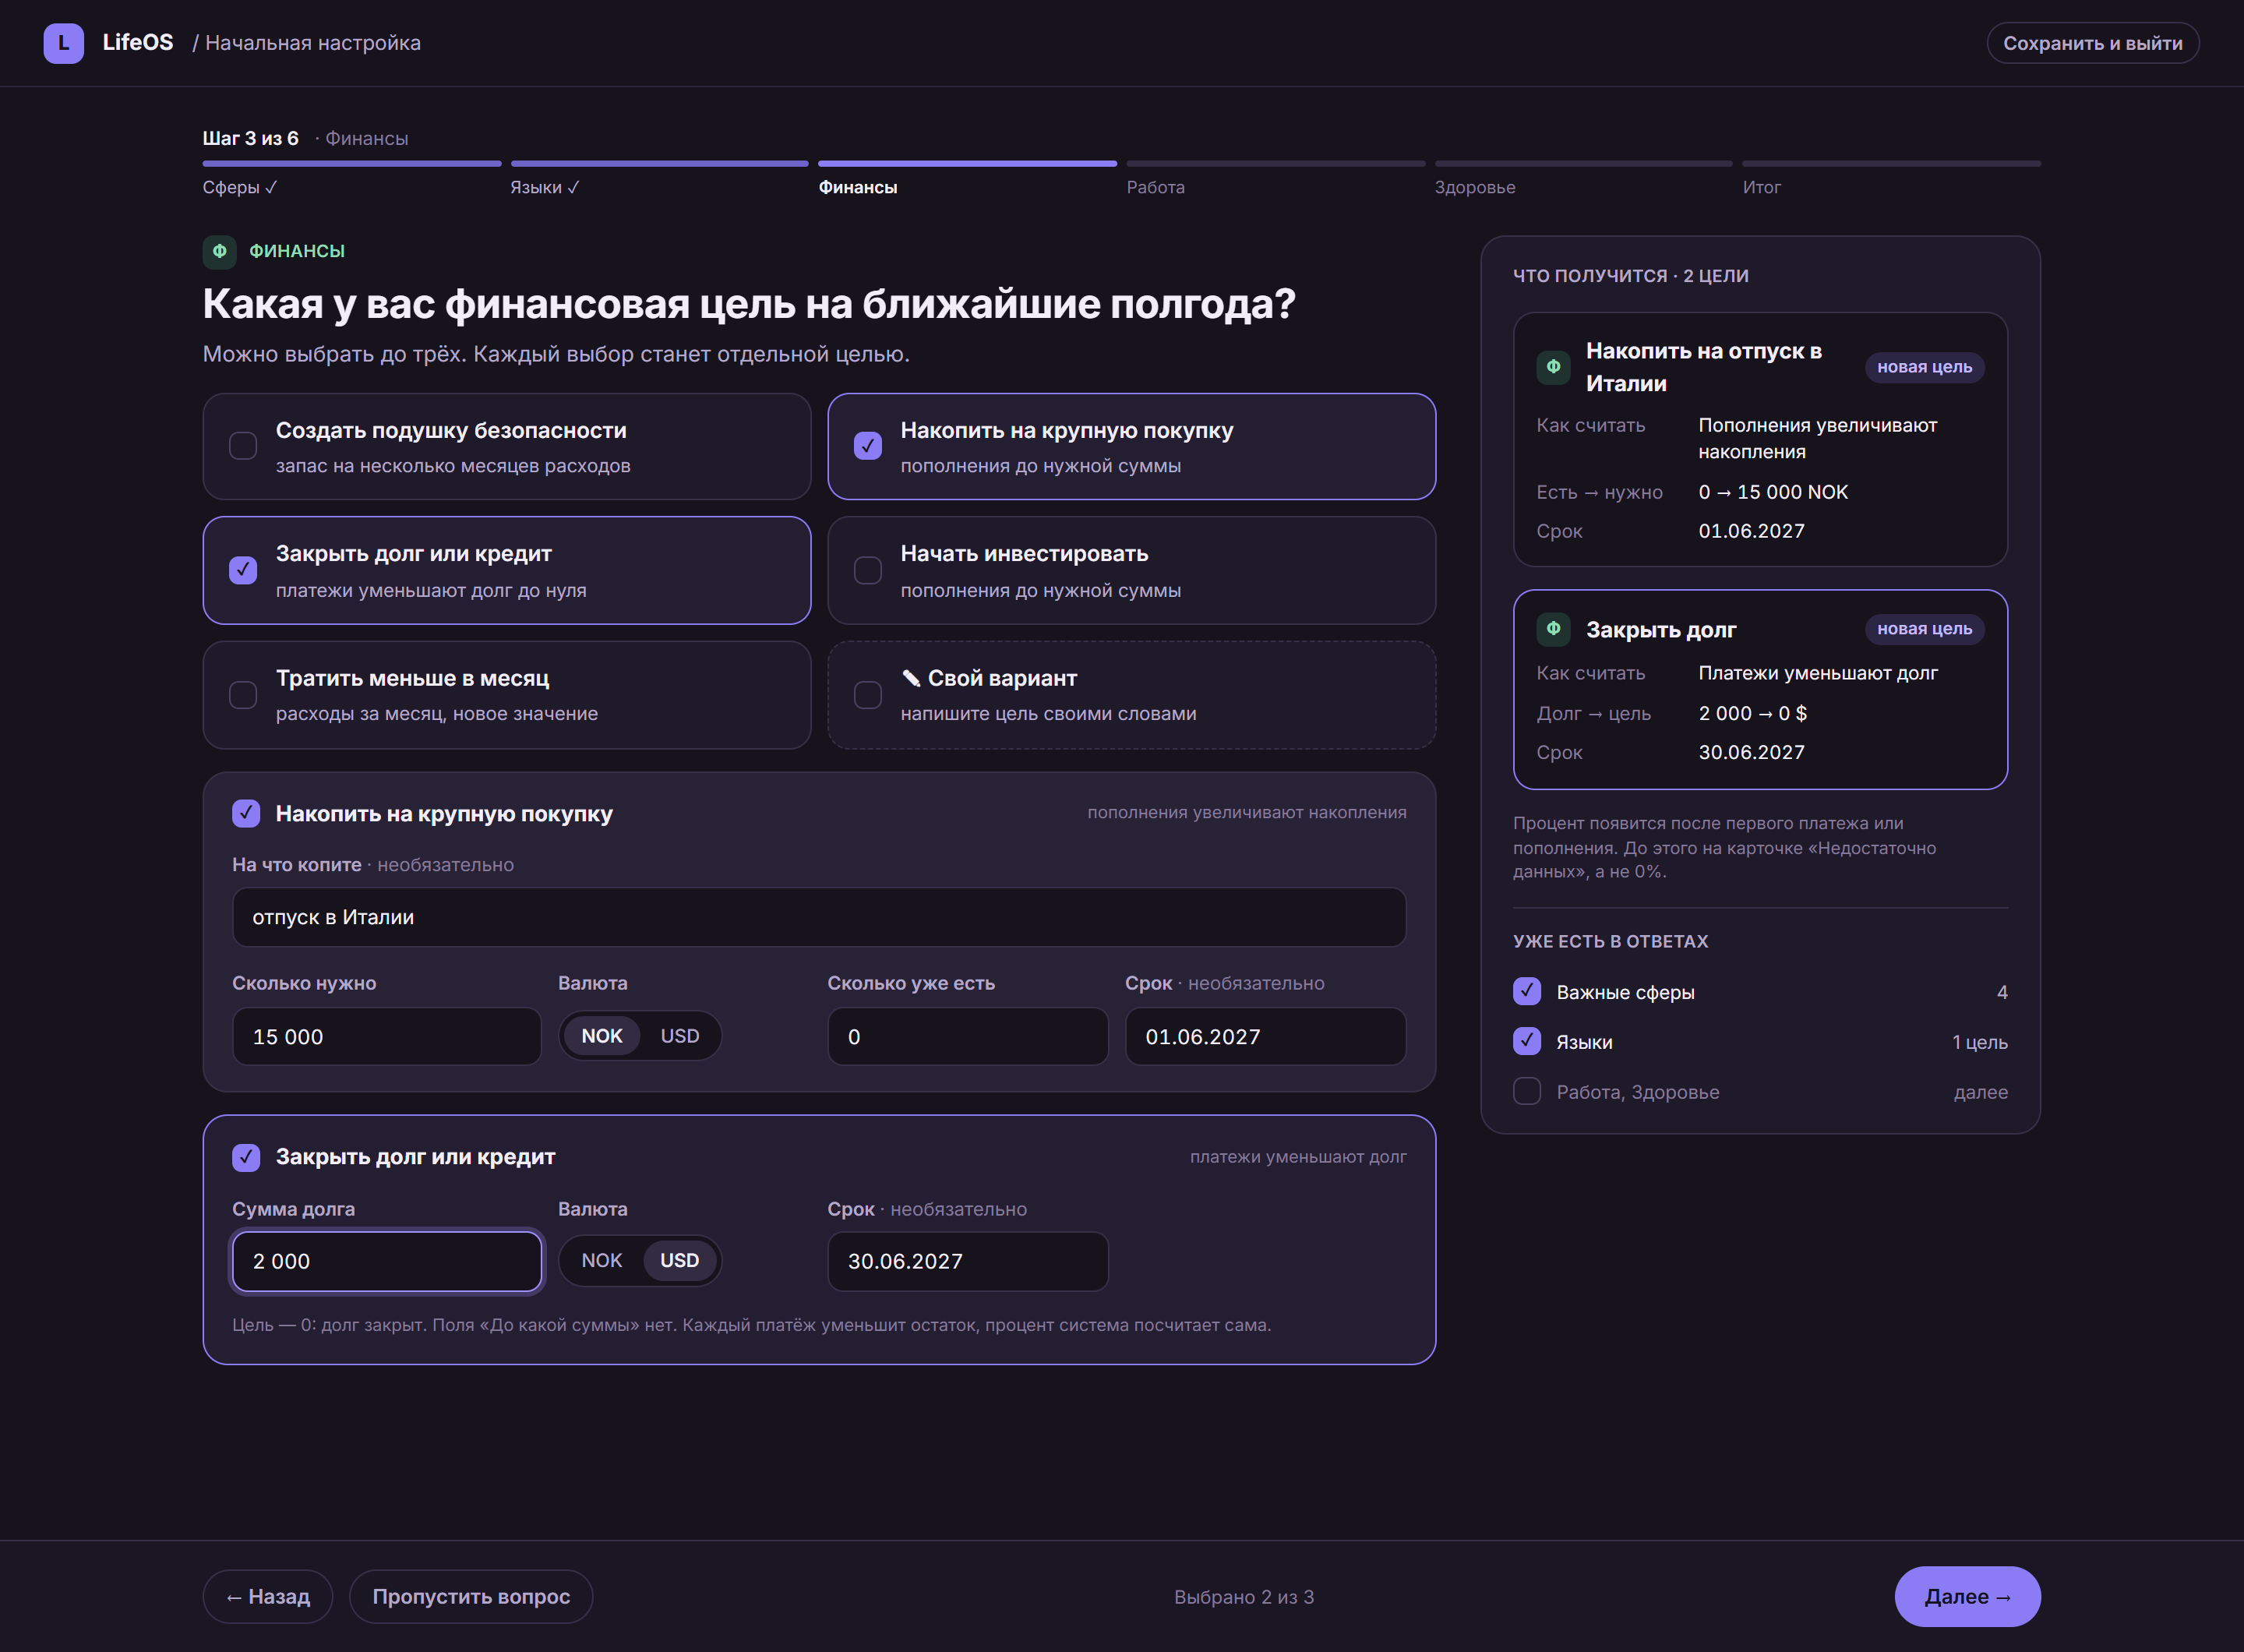 L LifeOS / Начальная настройка
Сохранить и выйти
Шаг 3 из 6 · Финансы
Сферы ✓
Языки ✓
Финансы
Работа
Здоровье
Итог
Ф ФИНАНСЫ
Какая у вас финансовая цель на ближайшие полгода?
Можно выбрать до трёх. Каждый выбор станет отдельной целью.
Создать подушку безопасности
запас на несколько месяцев расходов
Накопить на крупную покупку
пополнения до нужной суммы
Закрыть долг или кредит
платежи уменьшают долг до нуля
Начать инвестировать
пополнения до нужной суммы
Тратить меньше в месяц
расходы за месяц, новое значение
✎ Свой вариант
напишите цель своими словами
Накопить на крупную покупку
пополнения увеличивают накопления
На что копите · необязательно
отпуск в Италии
Сколько нужно
Валюта
Сколько уже есть
Срок · необязательно
15 000
NOK USD
0
01.06.2027
Закрыть долг или кредит
платежи уменьшают долг
Сумма долга
Валюта
Срок · необязательно
2 000
NOK USD
30.06.2027
Цель — 0: долг закрыт. Поля «До какой суммы» нет. Каждый платёж уменьшит остаток, процент система посчитает сама.
ЧТО ПОЛУЧИТСЯ · 2 ЦЕЛИ
Ф
Накопить на отпуск в
Италии
новая цель
Как считать
Пополнения увеличивают
накопления
Есть → нужно
0 → 15 000 NOK
Срок
01.06.2027
Ф
Закрыть долг
новая цель
Как считать
Платежи уменьшают долг
Долг → цель
2 000 → 0 $
Срок
30.06.2027
Процент появится после первого платежа или
пополнения. До этого на карточке «Недостаточно
данных», а не 0%.
УЖЕ ЕСТЬ В ОТВЕТАХ
Важные сферы
4
Языки
1 цель
Работа, Здоровье
далее
← Назад
Пропустить вопрос
Выбрано 2 из 3
Далее →